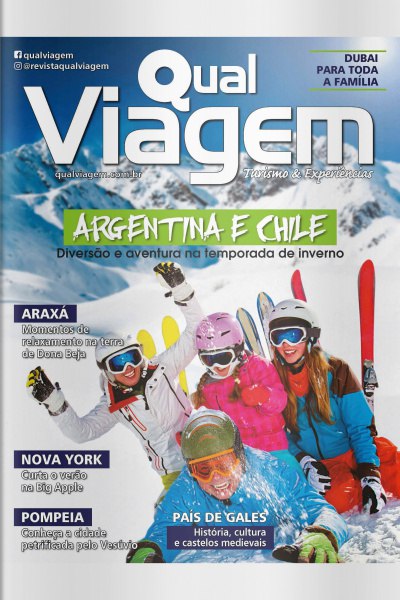 qualviagem
@revistaqualviagem
DUBAI
PARA TODA
A FAMÍLIA
Qual
Viagem
qualviagem.com.br
Turismo & Experiências
ARGENTINA E CHILE
Diversão e aventura na temporada de inverno
ARAXÁ
Momentos de
relaxamento na terra
de Dona Beja
NOVA YORK
Curta o verão
na Big Apple
POMPEIA
Conheça a cidade
petrificada pelo Vesúvio
PAÍS DE GALES
História, cultura
e castelos medievais